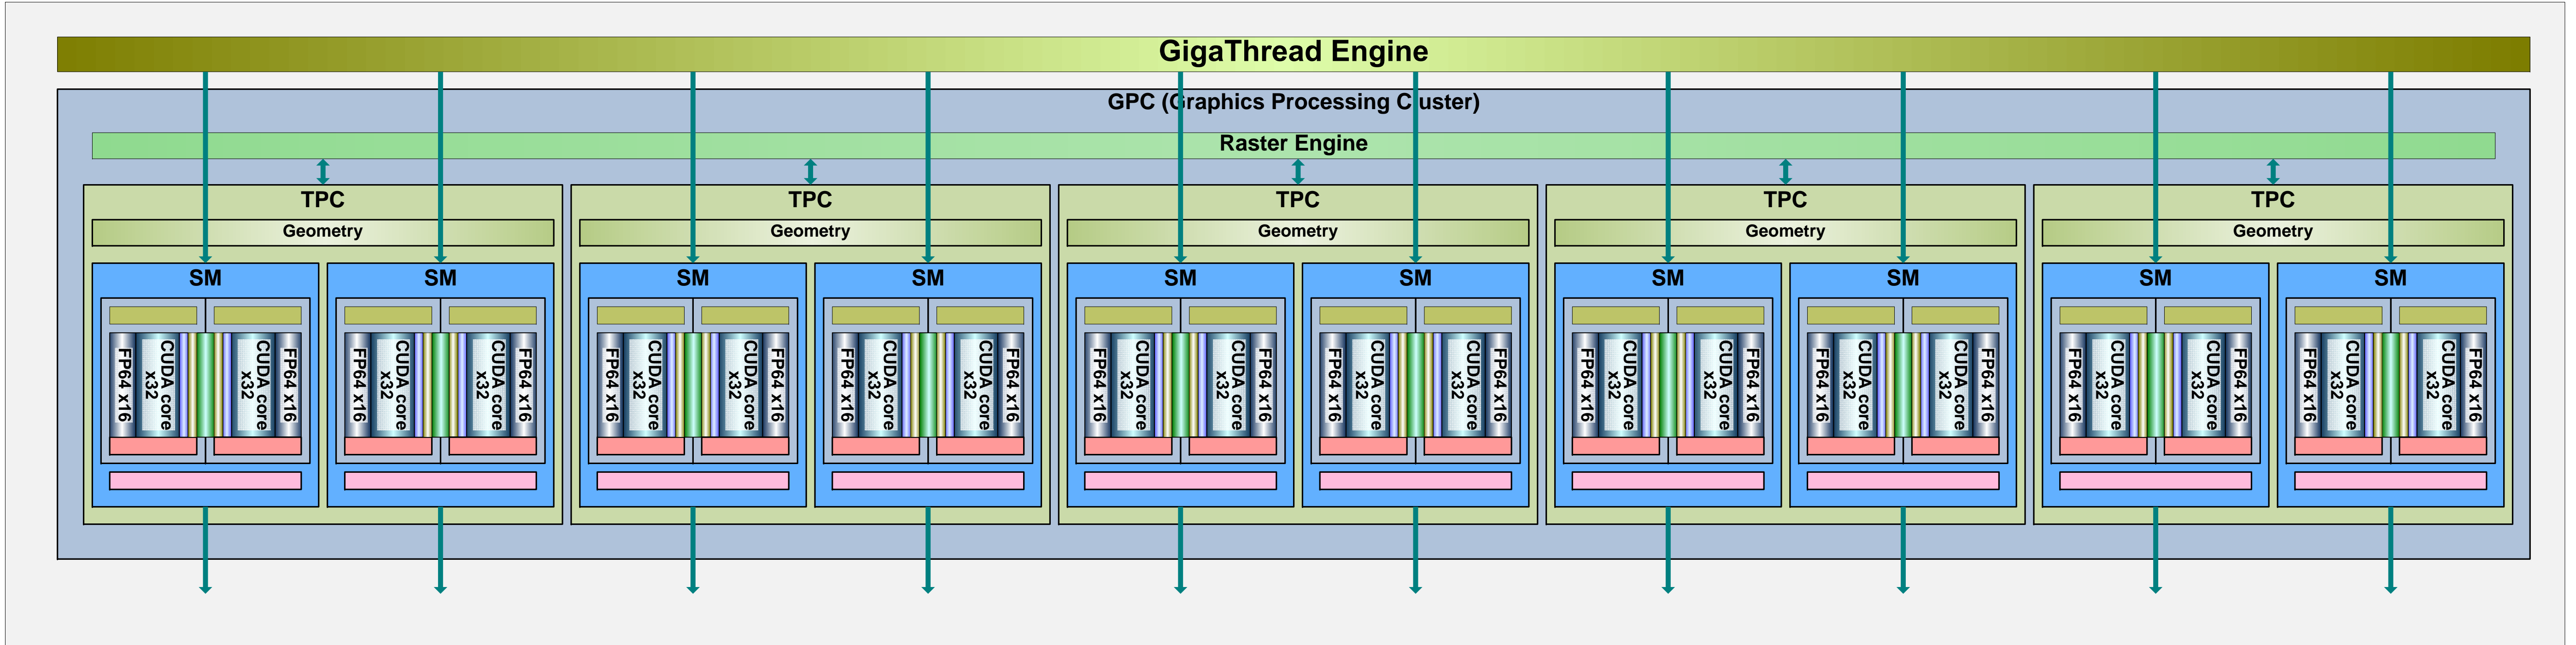 GigaThread Engine
GPC (Graphics Processing Cluster)
Raster Engine
TPC
TPC
TPC
TPC
TPC
Geometry
Geometry
Geometry
Geometry
Geometry
SM
SM
SM
SM
SM
SM
SM
SM
SM
SM
FP64 x16
CUDA core
x32
CUDA core
x32
FP64 x16
FP64 x16
CUDA core
x32
CUDA core
x32
FP64 x16
FP64 x16
CUDA core
x32
CUDA core
x32
FP64 x16
FP64 x16
CUDA core
x32
CUDA core
x32
FP64 x16
FP64 x16
CUDA core
x32
CUDA core
x32
FP64 x16
FP64 x16
CUDA core
x32
CUDA core
x32
FP64 x16
FP64 x16
CUDA core
x32
CUDA core
x32
FP64 x16
FP64 x16
CUDA core
x32
CUDA core
x32
FP64 x16
FP64 x16
CUDA core
x32
CUDA core
x32
FP64 x16
FP64 x16
CUDA core
x32
CUDA core
x32
FP64 x16